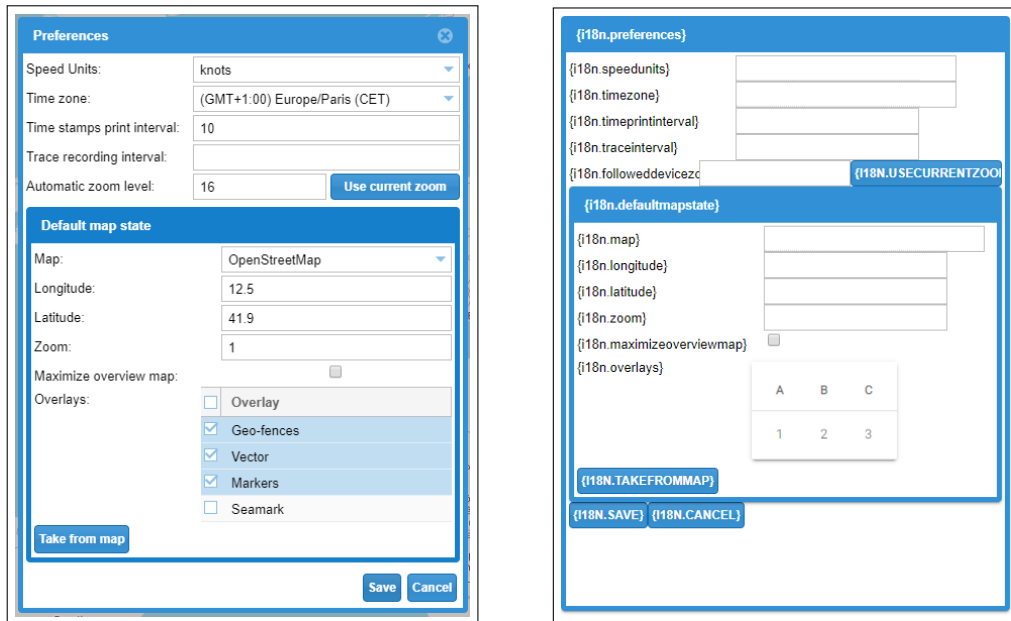 Preferences
Speed Units: knots
Time zone: (GMT+1:00) Europe/Paris (CET)
Time stamps print interval: 10
Trace recording interval:
Automatic zoom level: 16 Use current zoom
Default map state
Map: OpenStreetMap
Longitude: 12.5
Latitude: 41.9
Zoom: 1
Maximize overview map:
Overlays: Overlay
Geo-fences
Vector
Markers
Seamark
Take from map
Save Cancel
{i18n.preferences}
{i18n.speedunits}
{i18n.timezone}
{i18n.timeprintinterval}
{i18n.traceinterval}
{i18n.followeddevicezo {I18N.USECURRENTZOO
{i18n.defaultmapstate}
{i18n.map}
{i18n.longitude}
{i18n.latitude}
{i18n.zoom}
{i18n.maximizeoverviewmap}
{i18n.overlays}
A B C
1 2 3
{I18N.TAKEFROMMAP}
{I18N.SAVE} {I18N.CANCEL}